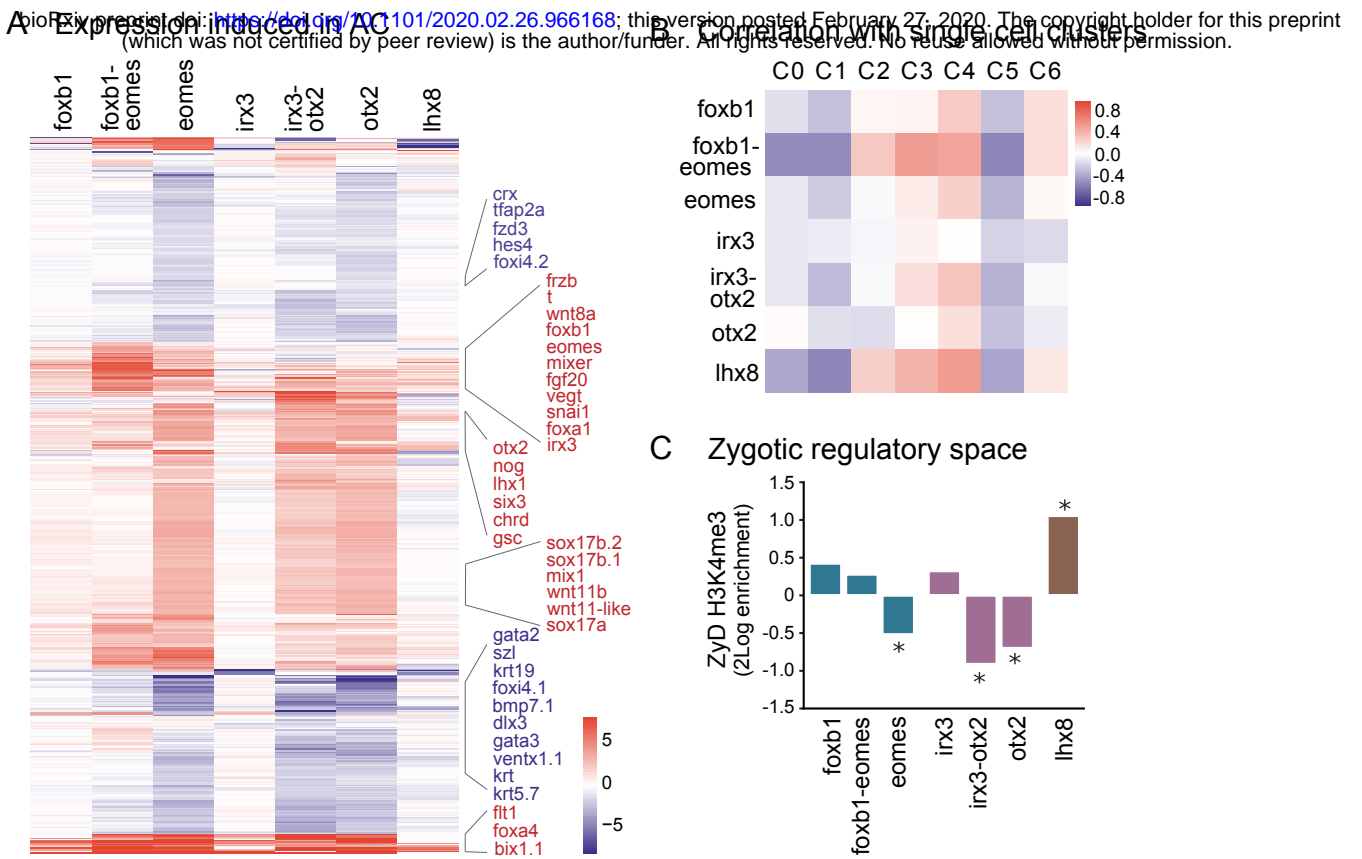 bioRxiv preprint doi: https://doi.org/10.1101/2020.02.26.966168; this version posted February 27, 2020. The copyright holder for this preprint
(which was not certified by peer review) is the author/funder. All rights reserved. No reuse allowed without permission.
A Expression induced in AC
foxb1
foxb1-
eomes
eomes
irx3
irx3-
otx2
otx2
lhx8
crx
tfap2a
fzd3
hes4
foxi4.2
frzb
t
wnt8a
foxb1
eomes
mixer
fgf20
vegt
snai1
foxa1
irx3
otx2
nog
lhx1
six3
chrd
gsc
sox17b.2
sox17b.1
mix1
wnt11b
wnt11-like
sox17a
gata2
szl
krt19
foxi4.1
bmp7.1
dlx3
gata3
ventx1.1
krt
krt5.7
flt1
foxa4
bix1.1
5
0
−5
B Correlation with single cell clusters
C0 C1 C2 C3 C4 C5 C6
foxb1
foxb1-
eomes
eomes
irx3
irx3-
otx2
otx2
lhx8
0.8
0.4
0.0
-0.4
-0.8
C Zygotic regulatory space
ZyD H3K4me3
(2Log enrichment)
1.5
1.0
0.5
0
-0.5
-1.0
-1.5
*
*
*
*
foxb1
foxb1-eomes
eomes
irx3
irx3-otx2
otx2
lhx8